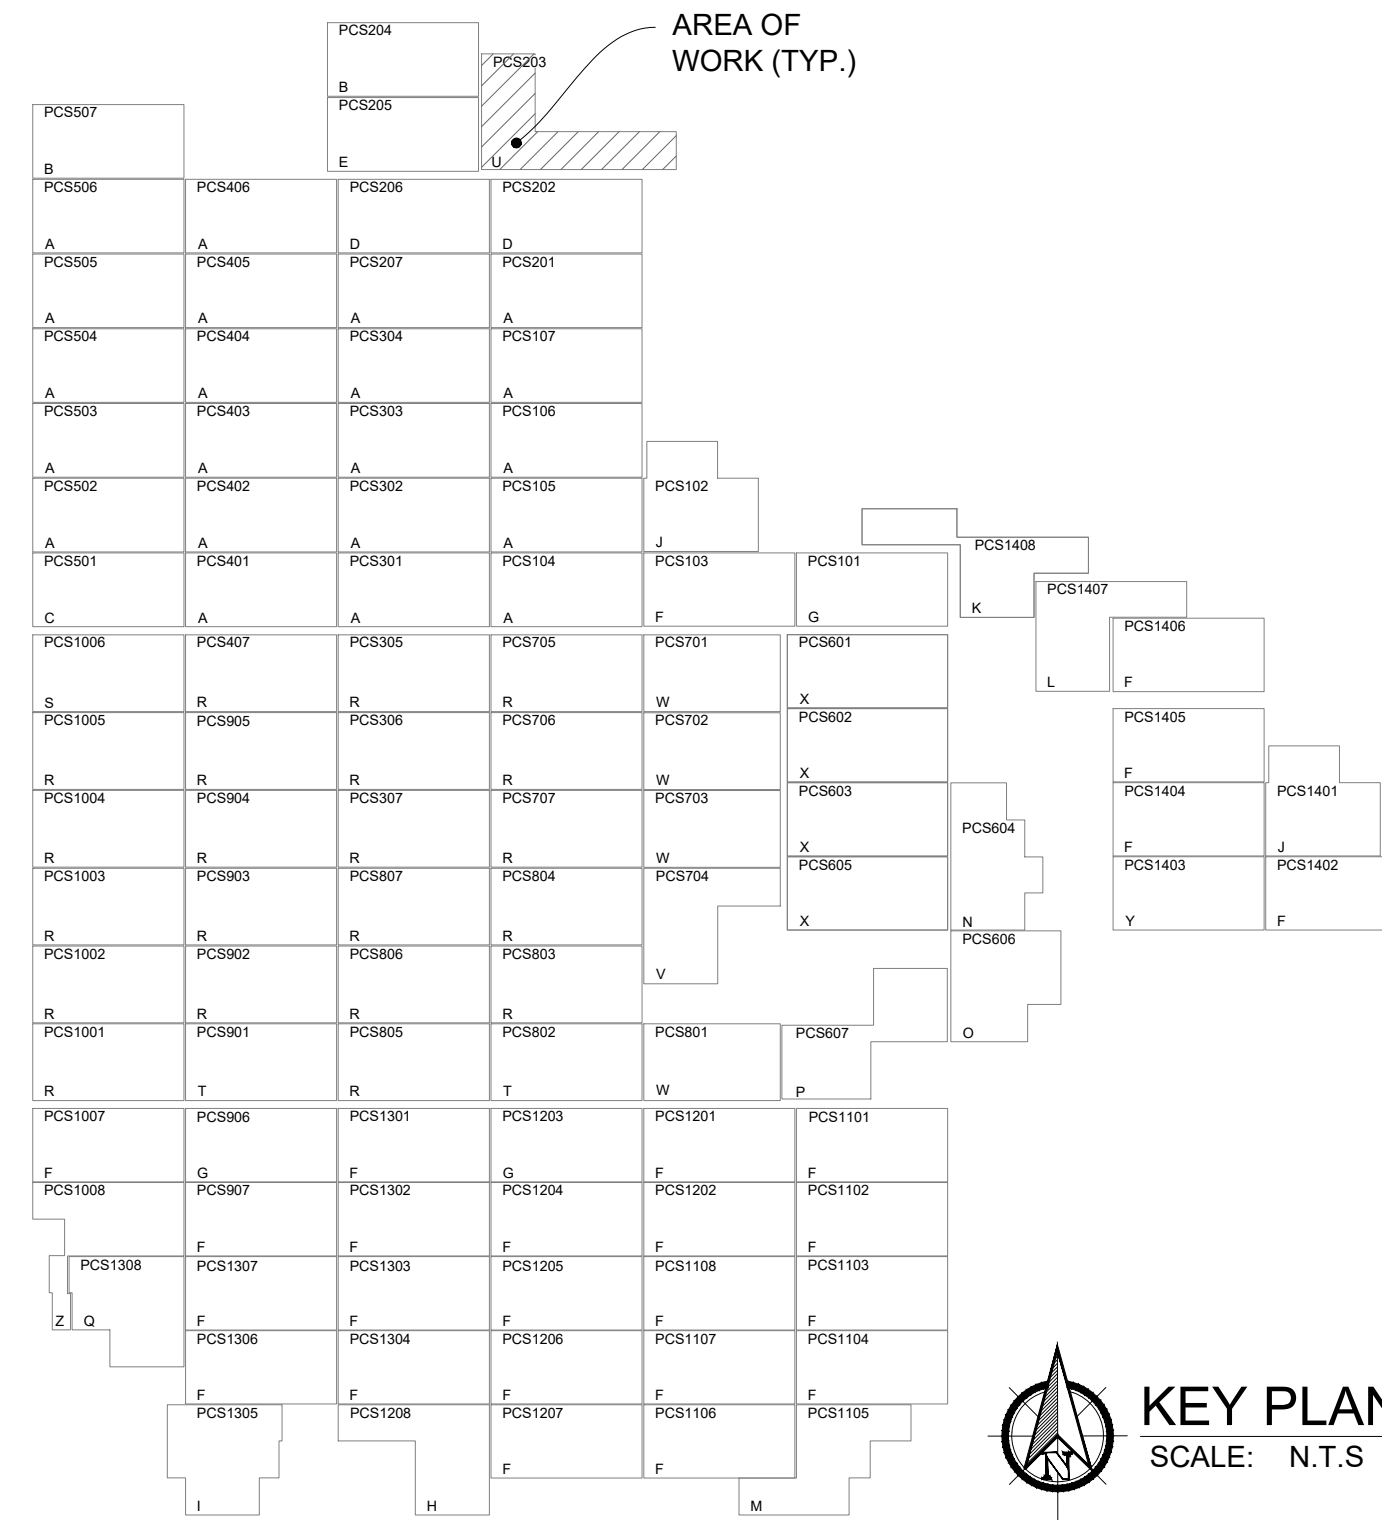 AREA OF
WORK (TYP.)
PCS204
B
PCS203
U
PCS205
E
PCS507
B
PCS506 PCS406 PCS206 PCS202
A A D D
PCS505 PCS405 PCS207 PCS201
A A A A
PCS504 PCS404 PCS304 PCS107
A A A A
PCS503 PCS403 PCS303 PCS106
A A A A
PCS502 PCS402 PCS302 PCS105 PCS102
A A A A J
PCS501 PCS401 PCS301 PCS104 PCS103 PCS101
C A A A F G
PCS1408
K
PCS1407
L
PCS1406
F
PCS1006 PCS407 PCS305 PCS705 PCS701 PCS601
S R R R W X
PCS1005 PCS905 PCS306 PCS706 PCS702 PCS602 PCS1405
R R R R W X F
PCS1004 PCS904 PCS307 PCS707 PCS703 PCS603 PCS1404 PCS1401
R R R R W X F J
PCS604
N
PCS1003 PCS903 PCS807 PCS804 PCS704 PCS605 PCS1403 PCS1402
R R R R V X Y F
PCS1002 PCS902 PCS806 PCS803 PCS606
R R R R O
PCS1001 PCS901 PCS805 PCS802 PCS801 PCS607
R T R T W P
PCS1007 PCS906 PCS1301 PCS1203 PCS1201 PCS1101
F G F G F F
PCS1008 PCS907 PCS1302 PCS1204 PCS1202 PCS1102
F F F F F
PCS1308 PCS1307 PCS1303 PCS1205 PCS1108 PCS1103
Z Q F F F F F
PCS1306 PCS1304 PCS1206 PCS1107 PCS1104
F F F F F
PCS1305 PCS1208 PCS1207 PCS1106 PCS1105
F F
I H M
N
KEY PLAN
SCALE: N.T.S